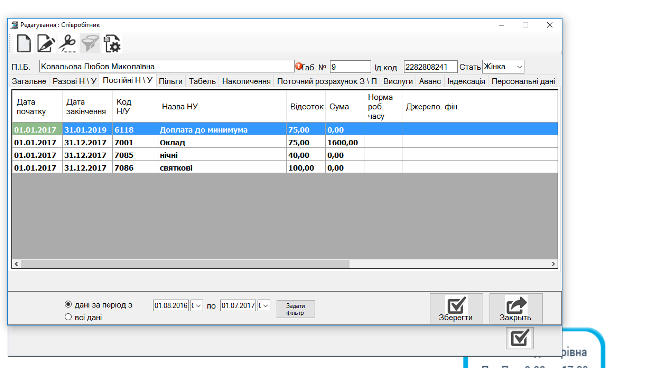 Редагування : Співробітник
П.І.Б. Ковальова Любов Миколаївна Таб № 9 Ід код 2282808241 Стать Жінка
Загальне Разові Н \ У Постійні Н \ У Пільги Табель Накопичення Поточний розрахунок З \ П Вислуги Аванс Індексація Персональні дані
Дата початку Дата закінчення Код Н/У Назва НУ Відсоток Сума Норма роб часу Джерело. фін.
01.01.2017 31.01.2019 6118 Доплата до минимума 75,00 0,00
01.01.2017 31.12.2017 7001 Оклад 75,00 1600,00
01.01.2017 31.12.2017 7085 нічні 40,00 0,00
01.01.2017 31.12.2017 7086 святкові 100,00 0,00
дані за період з 01.08.2016 по 01.07.2017 Задати фільтр
всі дані
Зберегти Закрыть
рівна